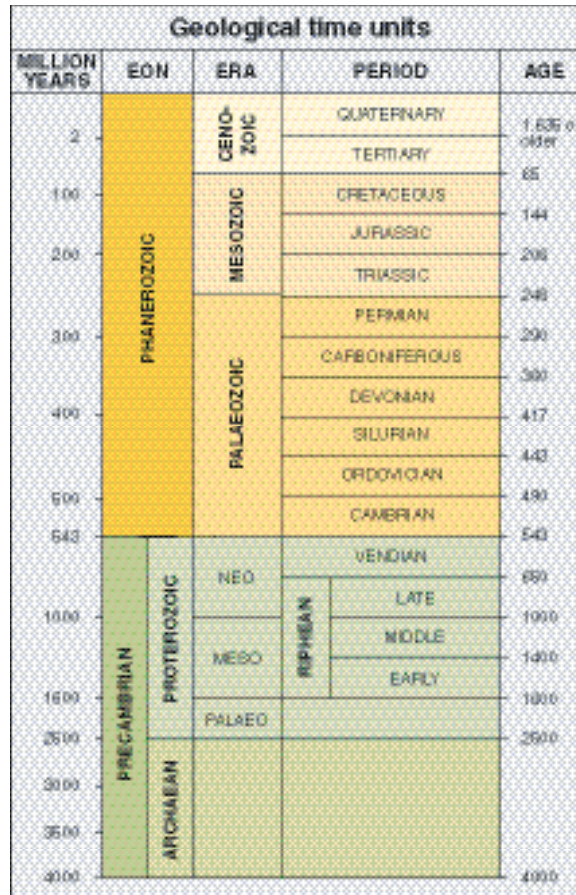 Geological time units
MILLION YEARS EON ERA PERIOD AGE
PHANEROZOIC
CENO-
ZOIC
QUATERNARY
2
older
TERTIARY
65
MESOZOIC
100
CRETACEOUS
144
JURASSIC
200
206
TRIASSIC
248
PALAEOZOIC
PERMIAN
300
290
CARBONIFEROUS
DEVONIAN
400
417
SILURIAN
443
ORDOVICIAN
500
490
CAMBRIAN
543
543
PRECAMBRIAN
PROTEROZOIC
NEO
VENDIAN
650
RIPHEAN
LATE
1000
1000
MESO
MIDDLE
1400
EARLY
1600
1600
PALAEO
2500
2500
ARCHAEAN
3000
3500
4000
4000